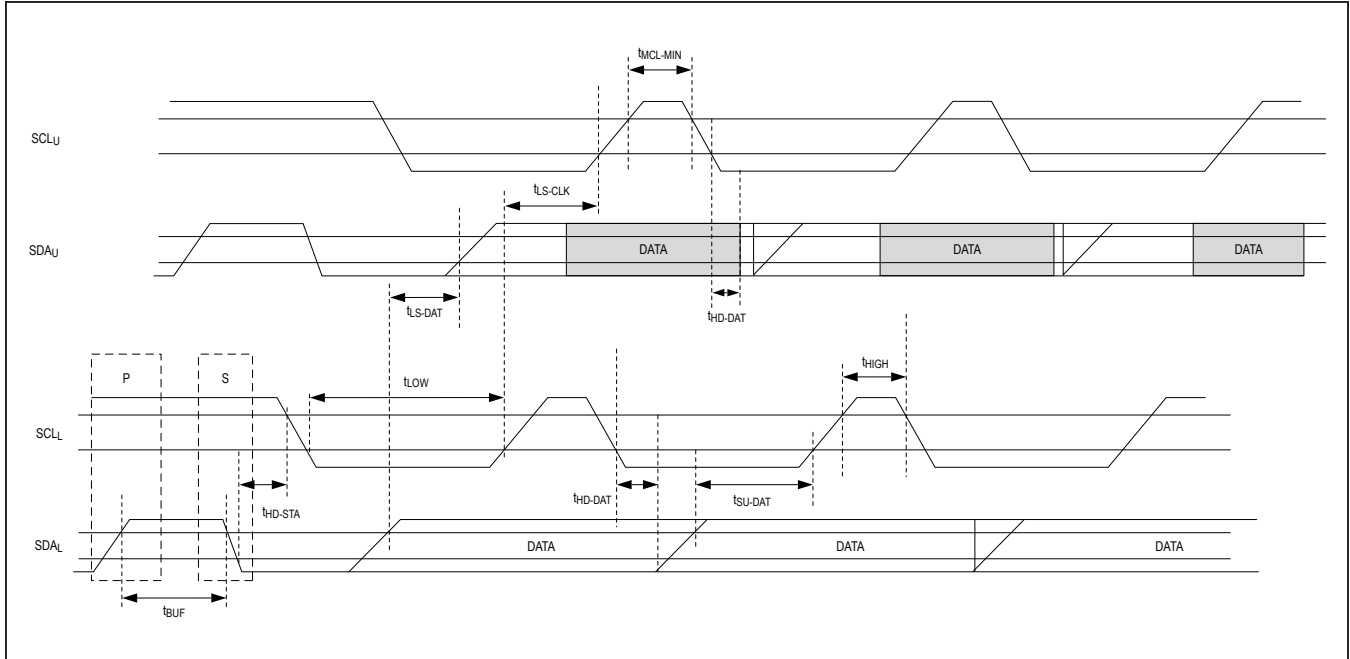 tMCL-MIN
SCLU
tLS-CLK
SDAU
DATA
DATA
DATA
tLS-DAT
tHD-DAT
P
S
tLOW
tHIGH
SCLL
tHD-STA
tHD-DAT
tSU-DAT
SDAL
DATA
DATA
DATA
tBUF